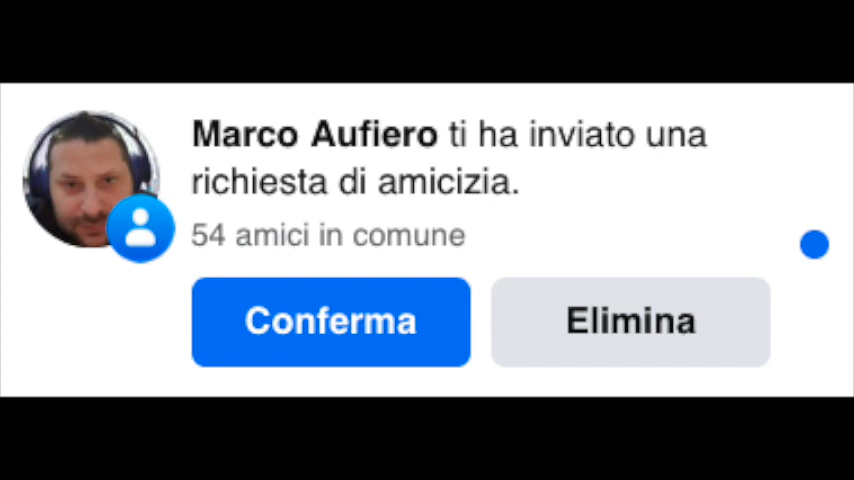 Marco Aufiero ti ha inviato una
richiesta di amicizia.
54 amici in comune
Conferma
Elimina